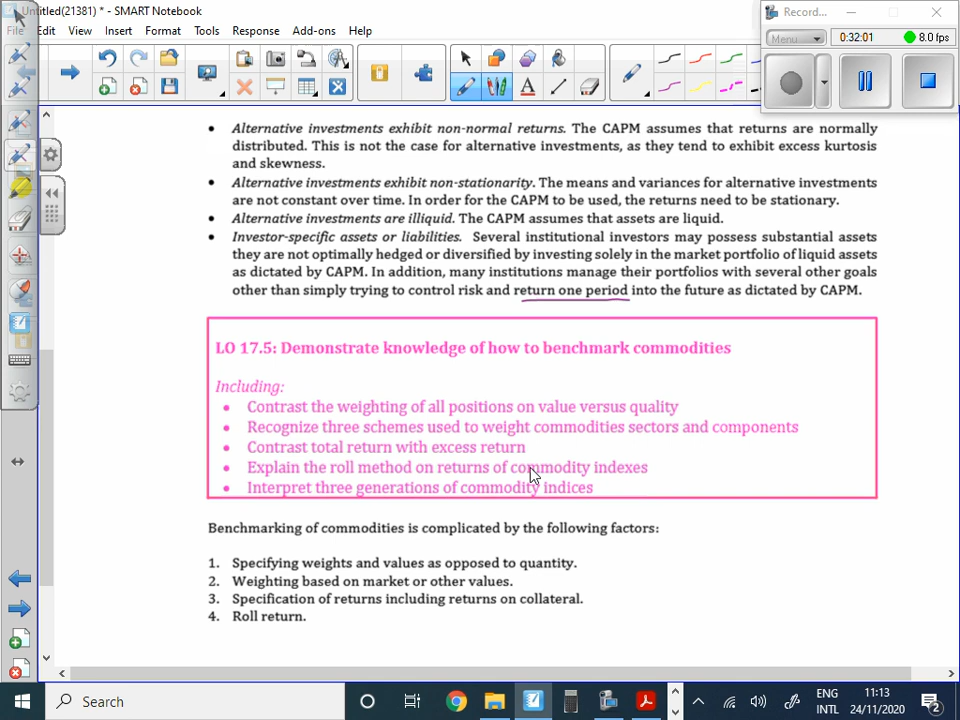 Untitled(21381) * - SMART Notebook
Record...
File Edit View Insert Format Tools Response Add-ons Help
Menu 0:32:01 8.0 fps
• Alternative investments exhibit non-normal returns. The CAPM assumes that returns are normally
distributed. This is not the case for alternative investments, as they tend to exhibit excess kurtosis
and skewness.
• Alternative investments exhibit non-stationarity. The means and variances for alternative investments
are not constant over time. In order for the CAPM to be used, the returns need to be stationary.
• Alternative investments are illiquid. The CAPM assumes that assets are liquid.
• Investor-specific assets or liabilities. Several institutional investors may possess substantial assets
they are not optimally hedged or diversified by investing solely in the market portfolio of liquid assets
as dictated by CAPM. In addition, many institutions manage their portfolios with several other goals
other than simply trying to control risk and return one period into the future as dictated by CAPM.
LO 17.5: Demonstrate knowledge of how to benchmark commodities
Including:
• Contrast the weighting of all positions on value versus quality
• Recognize three schemes used to weight commodities sectors and components
• Contrast total return with excess return
• Explain the roll method on returns of commodity indexes
• Interpret three generations of commodity indices
Benchmarking of commodities is complicated by the following factors:
1. Specifying weights and values as opposed to quantity.
2. Weighting based on market or other values.
3. Specification of returns including returns on collateral.
4. Roll return.
Search
ENG
INTL
11:13
24/11/2020
2